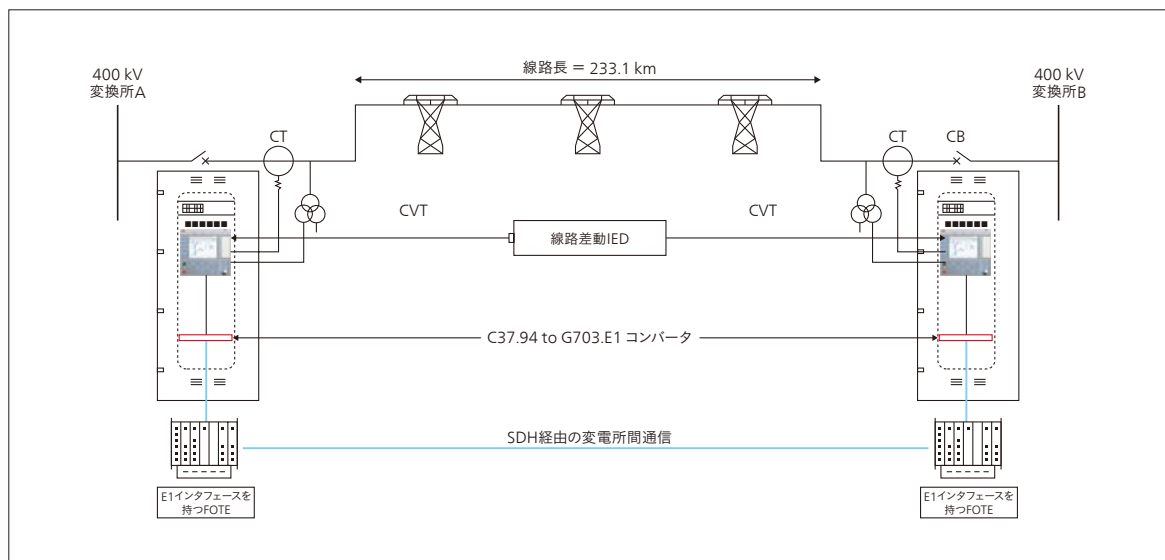 線路長 = 233.1 km
400 kV
変換所A
400 kV
変換所B
CT
CT
CB
CVT
CVT
線路差動IED
C37.94 to G703.E1 コンバータ
SDH経由の変電所間通信
E1インタフェースを
持つFOTE
E1インタフェースを
持つFOTE